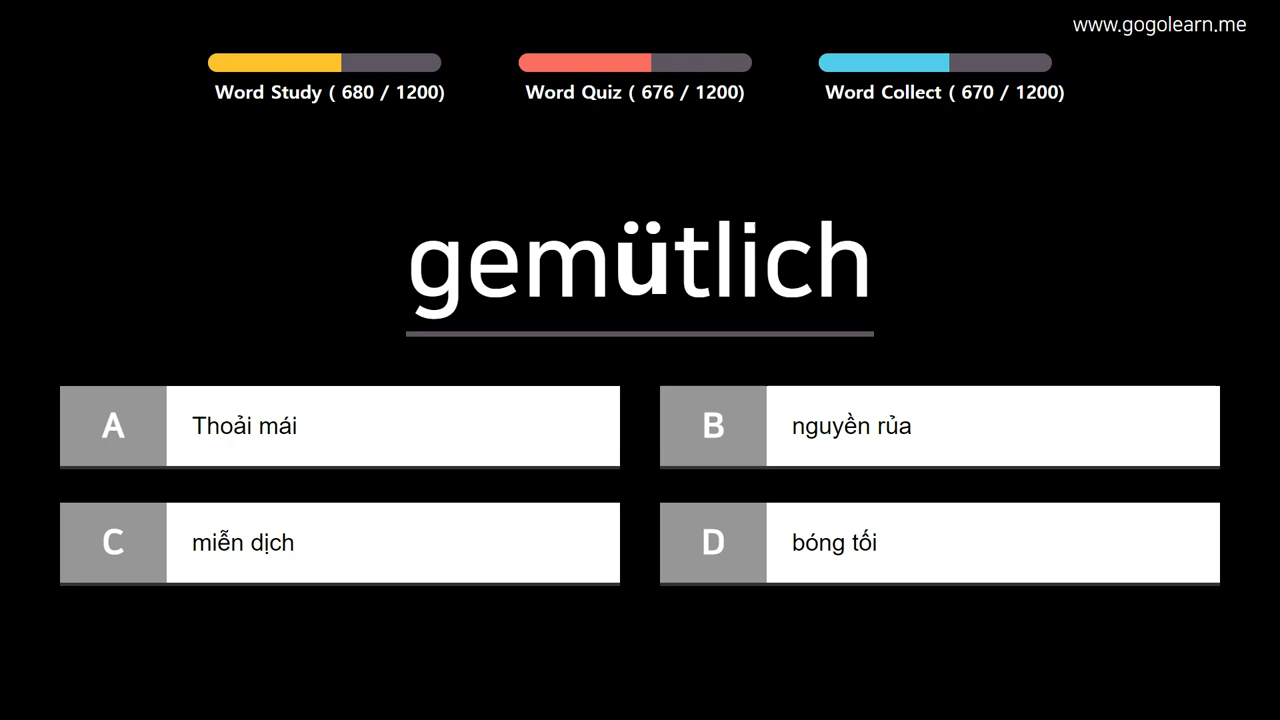 www.gogolearn.me
Word Study ( 680 / 1200)
Word Quiz ( 676 / 1200)
Word Collect ( 670 / 1200)
gemütlich
A Thoải mái
B nguyền rủa
C miễn dịch
D bóng tối